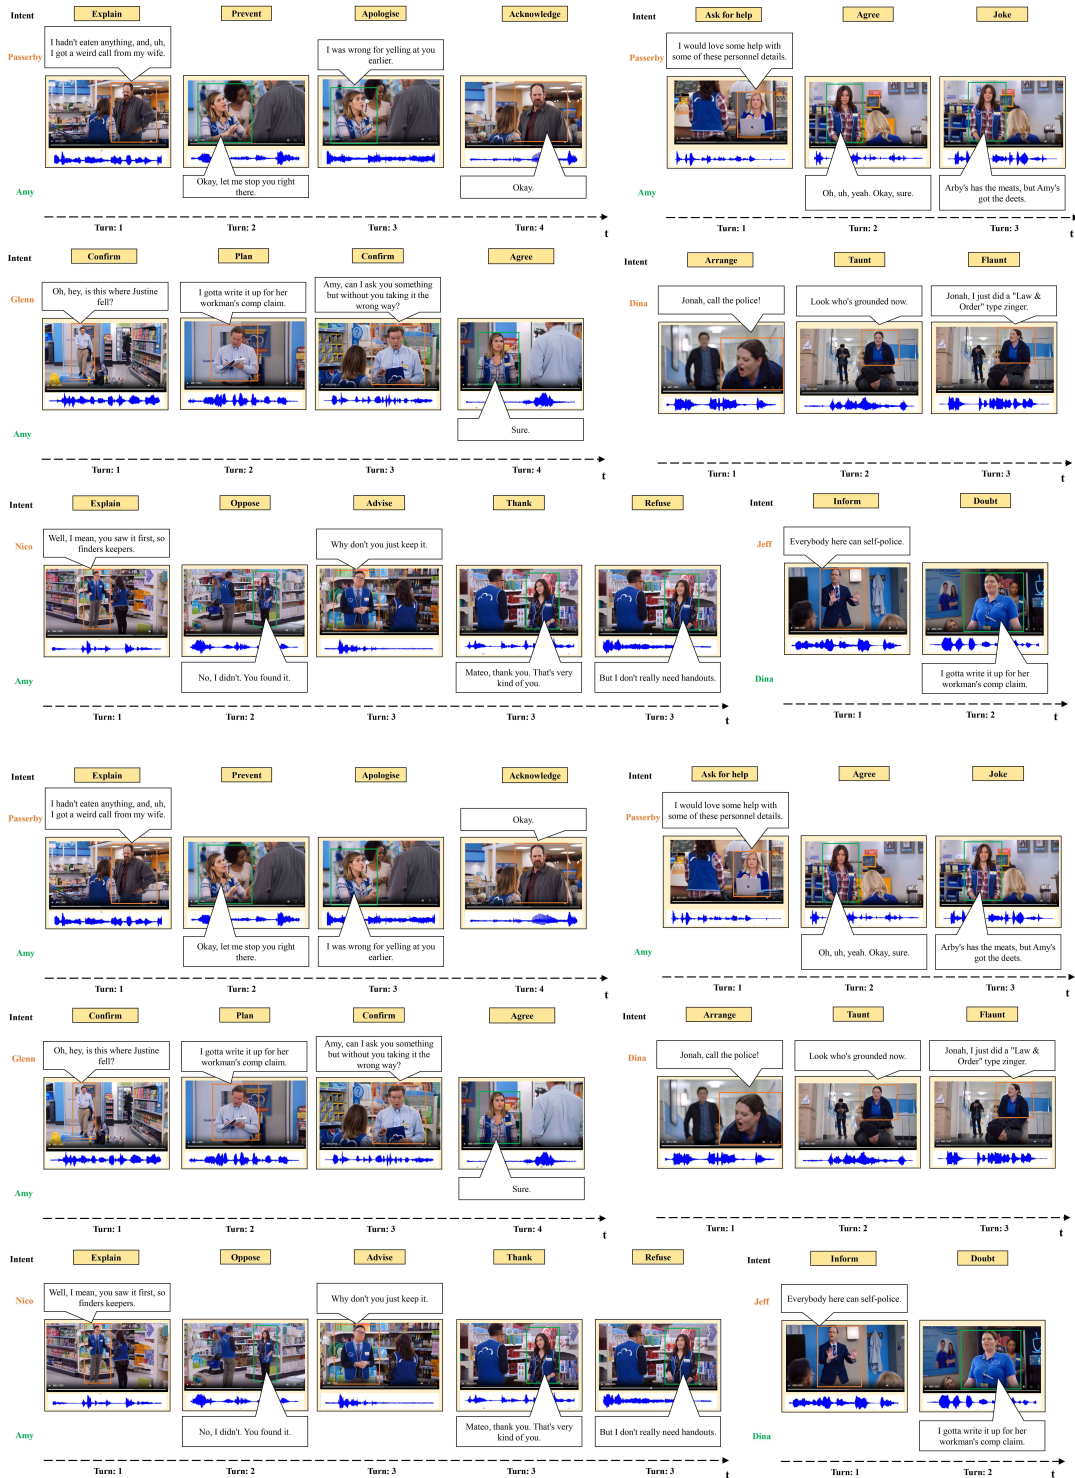 Intent
Explain
Prevent
Apologise
Acknowledge
Passerby
I hadn't eaten anything, and, uh,
I got a weird call from my wife.
I was wrong for yelling at you
earlier.
Okay, let me stop you right
there.
Okay.
Amy
Turn: 1
Turn: 2
Turn: 3
Turn: 4
t
Intent
Ask for help
Agree
Joke
Passerby
I would love some help with
some of these personnel details.
Oh, uh, yeah. Okay, sure.
Arby's has the meats, but Amy's
got the deets.
Amy
Turn: 1
Turn: 2
Turn: 3
t
Intent
Confirm
Plan
Confirm
Agree
Glenn
Oh, hey, is this where Justine
fell?
I gotta write it up for her
workman's comp claim.
Amy, can I ask you something
but without you taking it the
wrong way?
Sure.
Amy
Turn: 1
Turn: 2
Turn: 3
Turn: 4
t
Intent
Arrange
Taunt
Flaunt
Dina
Jonah, call the police!
Look who's grounded now.
Jonah, I just did a "Law &
Order" type zinger.
Turn: 1
Turn: 2
Turn: 3
t
Intent
Explain
Oppose
Advise
Thank
Refuse
Nico
Well, I mean, you saw it first, so
finders keepers.
Why don't you just keep it.
No, I didn't. You found it.
Mateo, thank you. That's very
kind of you.
But I don't really need handouts.
Amy
Turn: 1
Turn: 2
Turn: 3
Turn: 3
Turn: 3
t
Intent
Inform
Doubt
Jeff
Everybody here can self-police.
I gotta write it up for her
workman's comp claim.
Dina
Turn: 1
Turn: 2
t
Intent
Explain
Prevent
Apologise
Acknowledge
Passerby
I hadn't eaten anything, and, uh,
I got a weird call from my wife.
Okay.
Okay, let me stop you right
there.
I was wrong for yelling at you
earlier.
Amy
Turn: 1
Turn: 2
Turn: 3
Turn: 4
t
Intent
Ask for help
Agree
Joke
Passerby
I would love some help with
some of these personnel details.
Oh, uh, yeah. Okay, sure.
Arby's has the meats, but Amy's
got the deets.
Amy
Turn: 1
Turn: 2
Turn: 3
t
Intent
Confirm
Plan
Confirm
Agree
Glenn
Oh, hey, is this where Justine
fell?
I gotta write it up for her
workman's comp claim.
Amy, can I ask you something
but without you taking it the
wrong way?
Sure.
Amy
Turn: 1
Turn: 2
Turn: 3
Turn: 4
t
Intent
Arrange
Taunt
Flaunt
Dina
Jonah, call the police!
Look who's grounded now.
Jonah, I just did a "Law &
Order" type zinger.
Turn: 1
Turn: 2
Turn: 3
t
Intent
Explain
Oppose
Advise
Thank
Refuse
Nico
Well, I mean, you saw it first, so
finders keepers.
Why don't you just keep it.
No, I didn't. You found it.
Mateo, thank you. That's very
kind of you.
But I don't really need handouts.
Amy
Turn: 1
Turn: 2
Turn: 3
Turn: 3
Turn: 3
t
Intent
Inform
Doubt
Jeff
Everybody here can self-police.
I gotta write it up for her
workman's comp claim.
Dina
Turn: 1
Turn: 2
t